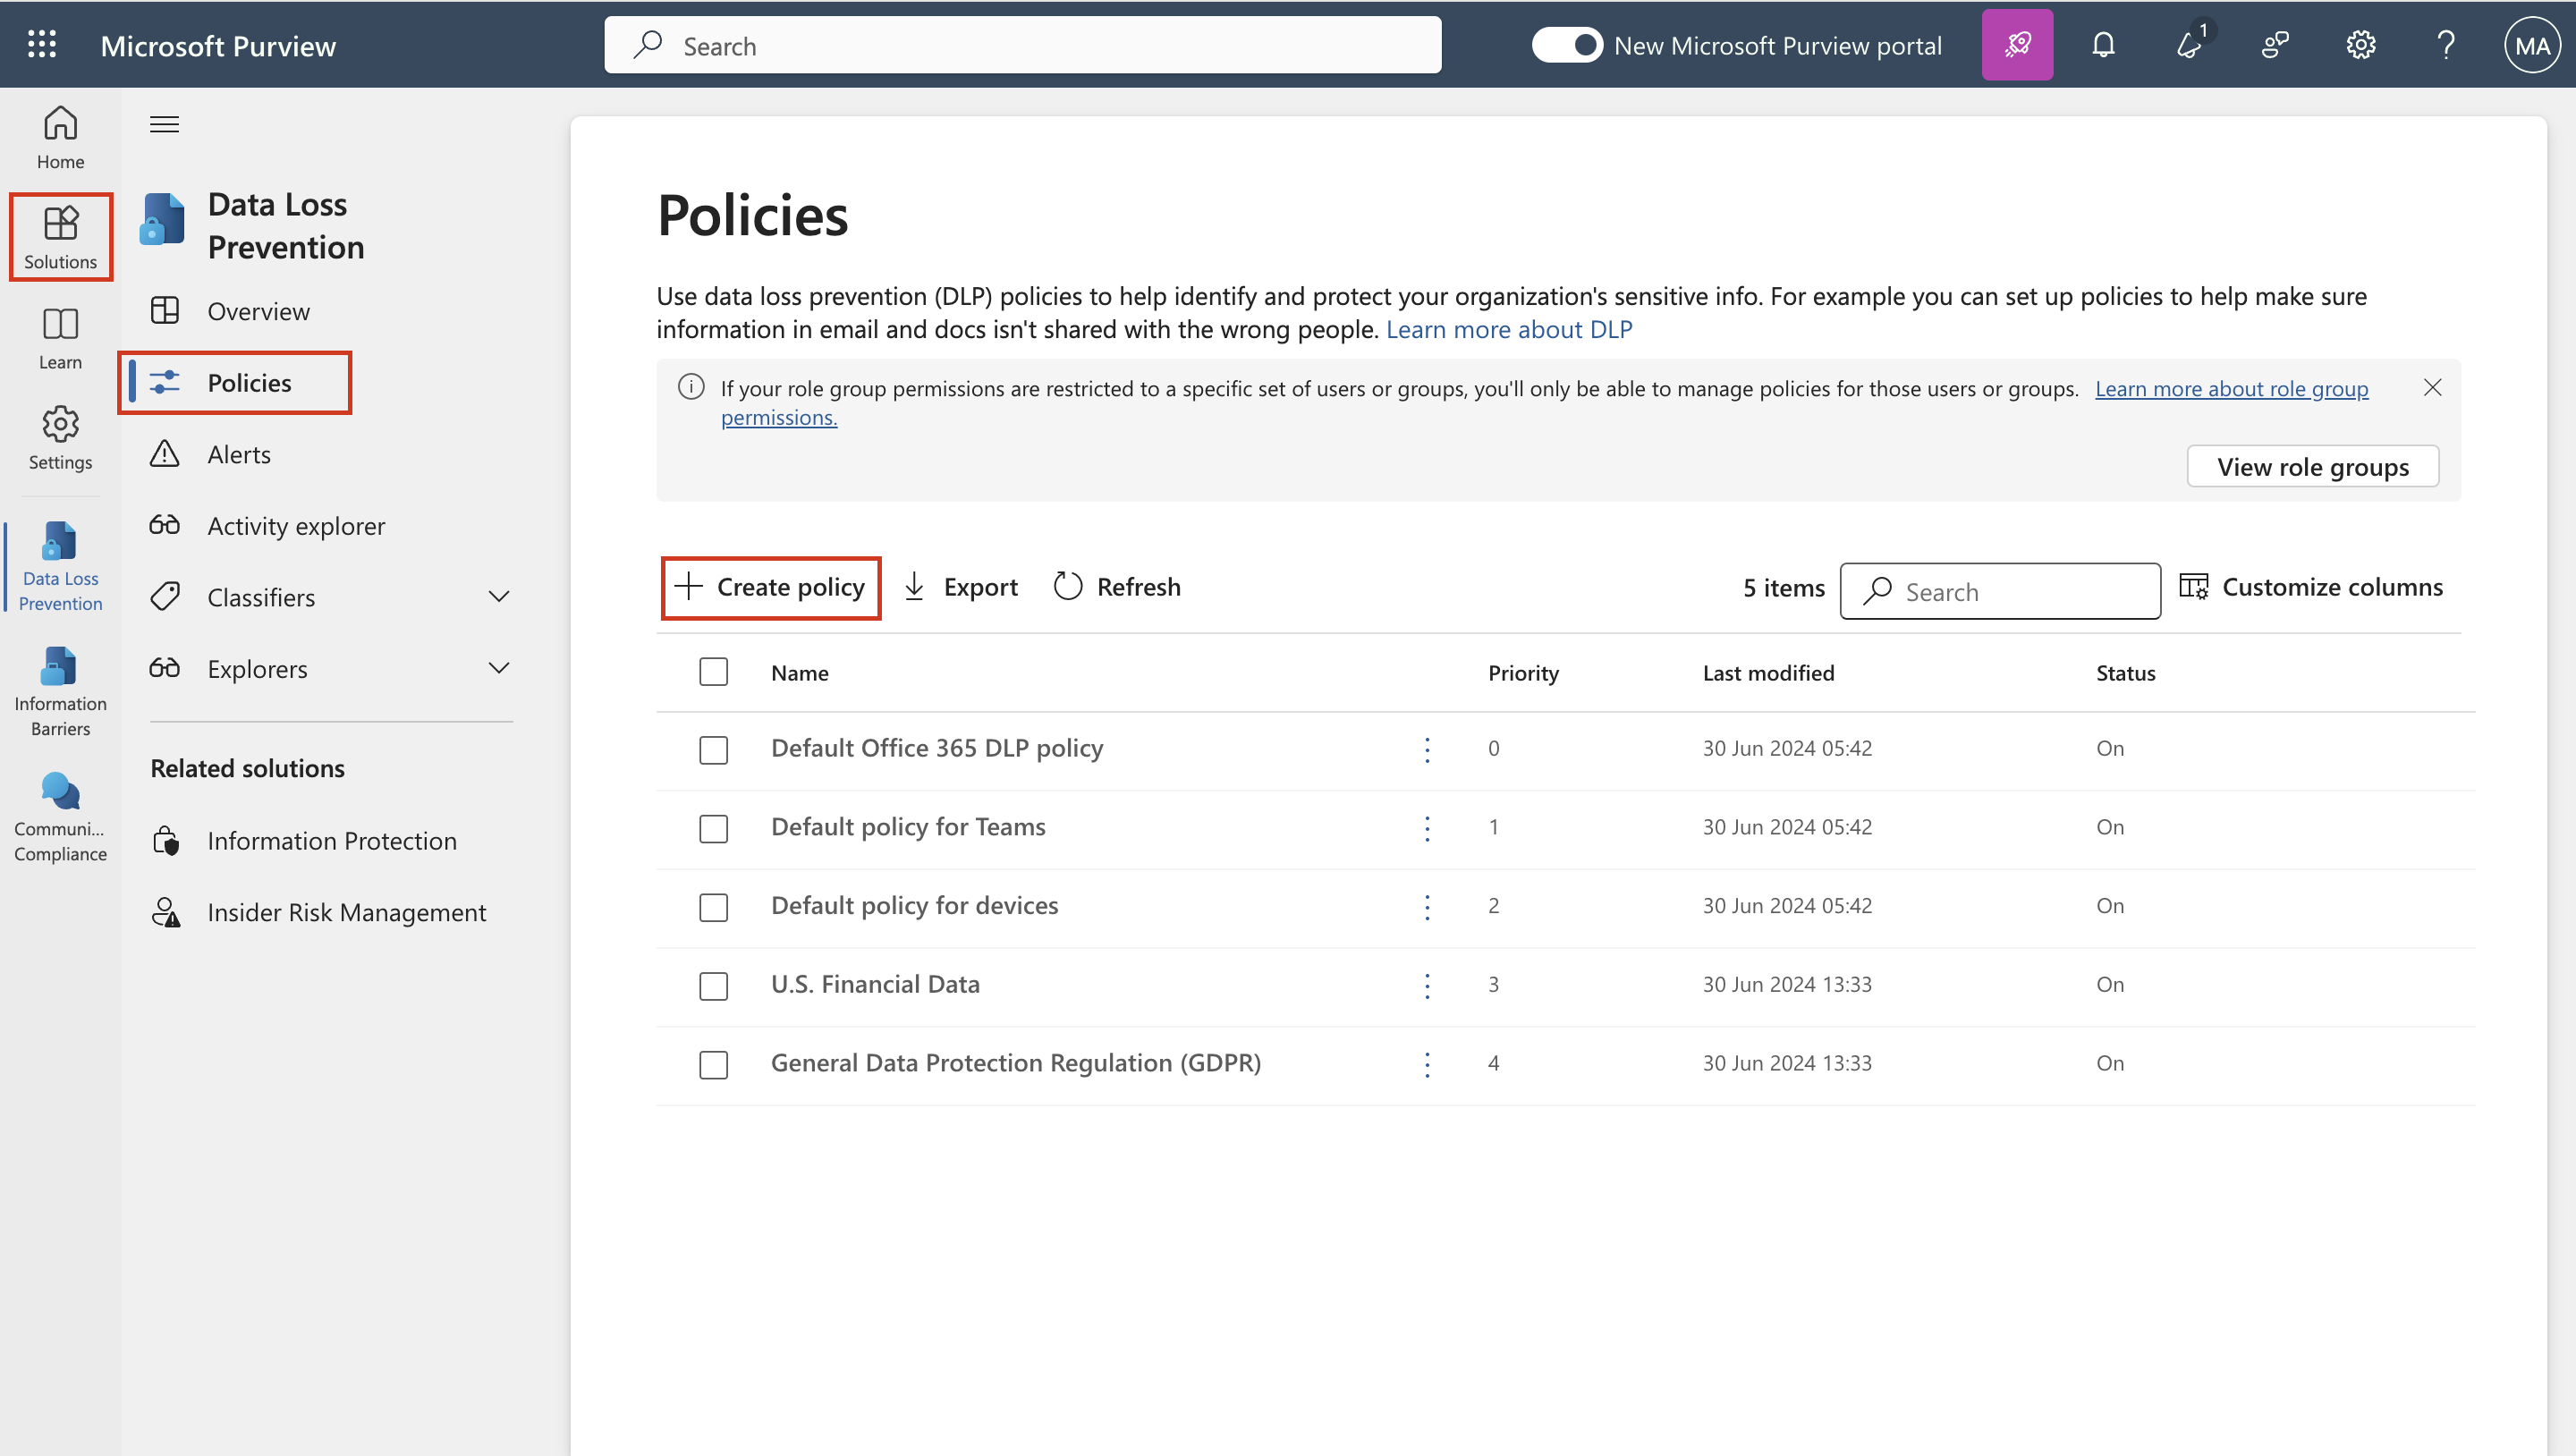 Microsoft Purview
Search
New Microsoft Purview portal
1
MA
Home
Solutions
Learn
Settings
Data Loss
Prevention
Information
Barriers
Communi...
Compliance
Data Loss
Prevention
Overview
Policies
Alerts
Activity explorer
Classifiers
Explorers
Related solutions
Information Protection
Insider Risk Management
Policies
Use data loss prevention (DLP) policies to help identify and protect your organization's sensitive info. For example you can set up policies to help make sure
information in email and docs isn't shared with the wrong people. Learn more about DLP
If your role group permissions are restricted to a specific set of users or groups, you'll only be able to manage policies for those users or groups. Learn more about role group
permissions.
View role groups
Create policy Export Refresh 5 items Search Customize columns
Name Priority Last modified Status
Default Office 365 DLP policy 0 30 Jun 2024 05:42 On
Default policy for Teams 1 30 Jun 2024 05:42 On
Default policy for devices 2 30 Jun 2024 05:42 On
U.S. Financial Data 3 30 Jun 2024 13:33 On
General Data Protection Regulation (GDPR) 4 30 Jun 2024 13:33 On